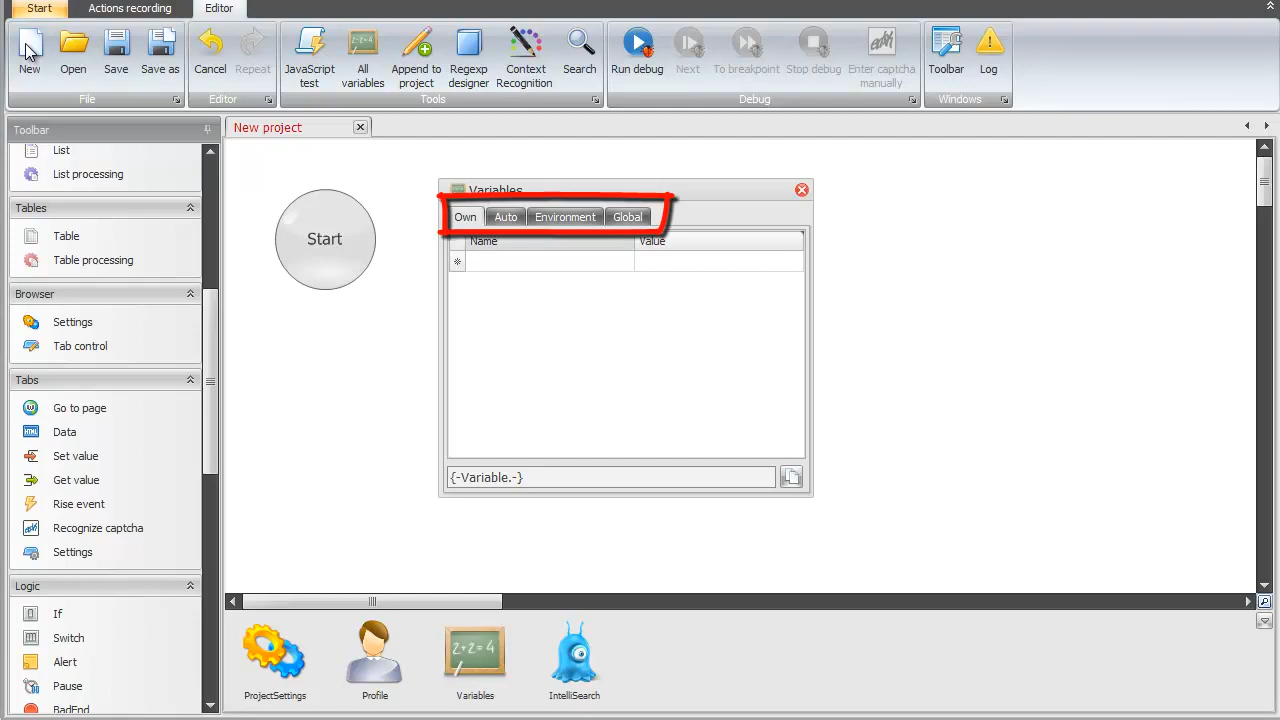 Start Actions recording Editor
New Open Save Save as Cancel Repeat JavaScript test All variables Append to project Regexp designer Context Recognition Search Run debug Next To breakpoint Stop debug Enter captcha manually Toolbar Log
File Editor Tools Debug Windows
Toolbar
New project
List
List processing
Tables
Table
Table processing
Browser
Settings
Tab control
Tabs
Go to page
Data
Set value
Get value
Rise event
Recognize captcha
Settings
Logic
If
Switch
Alert
Pause
BadEnd
Start
Variables
Own Auto Environment Global
Name Value
{-Variable.-}
2+2=4
ProjectSettings Profile Variables IntelliSearch